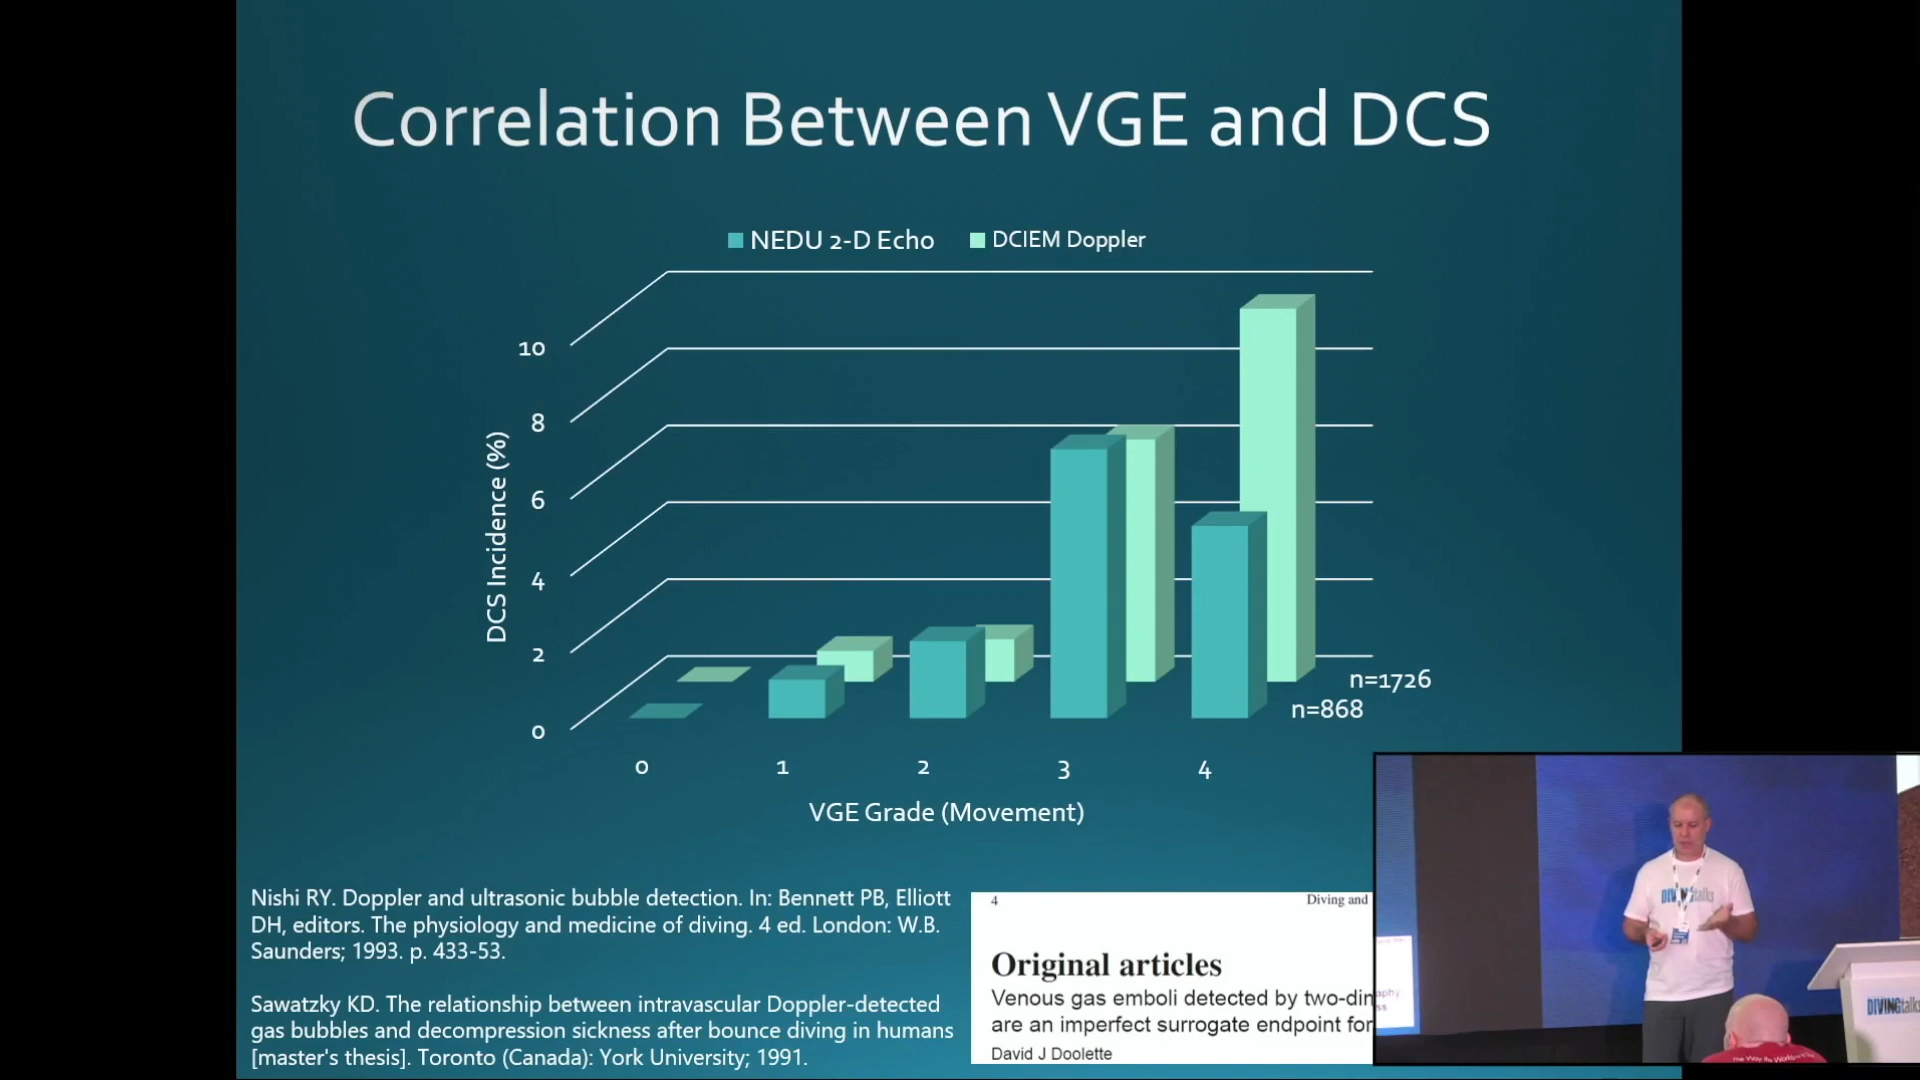 Correlation Between VGE and DCS
NEDU 2-D Echo DCIEM Doppler
10
8
6
4
2
0
DCS Incidence (%)
n=1726
n=868
0 1 2 3 4
VGE Grade (Movement)
Nishi RY. Doppler and ultrasonic bubble detection. In: Bennett PB, Elliott
DH, editors. The physiology and medicine of diving. 4 ed. London: W.B.
Saunders; 1993. p. 433-53.
Sawatzky KD. The relationship between intravascular Doppler-detected
gas bubbles and decompression sickness after bounce diving in humans
[master's thesis]. Toronto (Canada): York University; 1991.
4 Diving and
Original articles
Venous gas emboli detected by two-din
are an imperfect surrogate endpoint for
David J Doolette
DIVINGtalks
DIVINGtalks